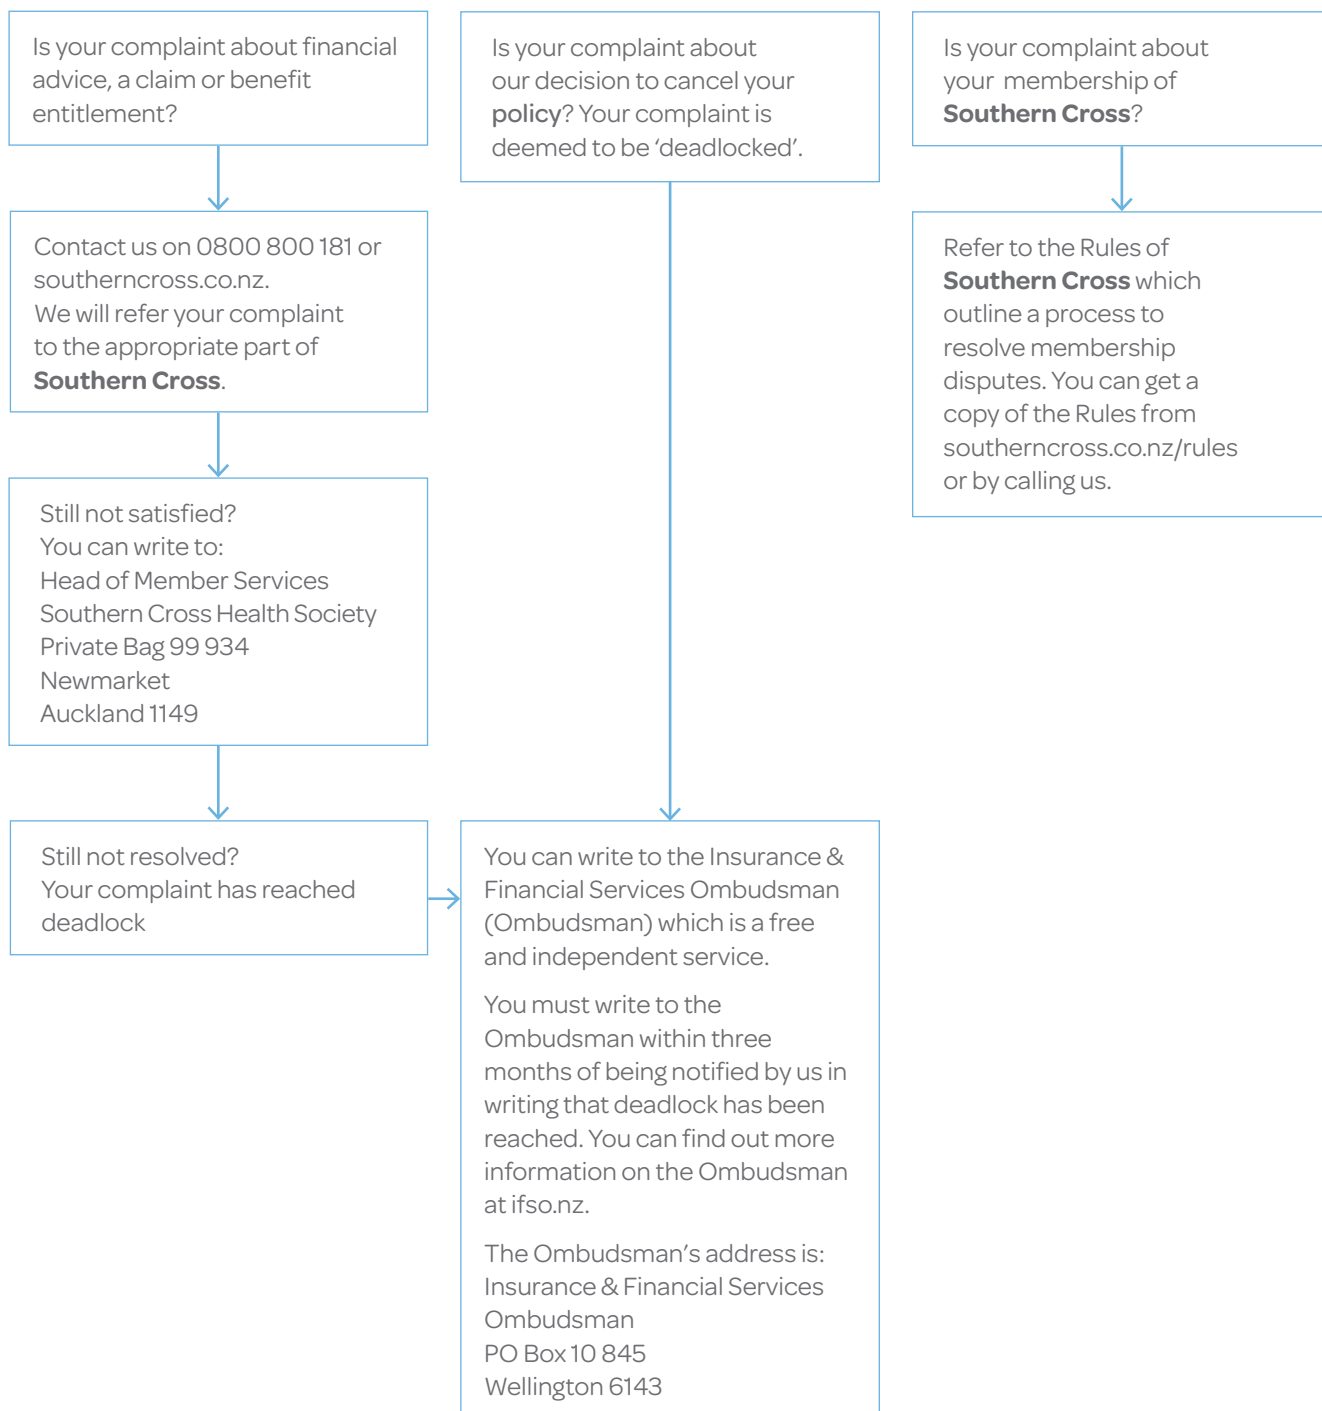 Is your complaint about financial
advice, a claim or benefit
entitlement?
Contact us on 0800 800 181 or
southerncross.co.nz.
We will refer your complaint
to the appropriate part of
Southern Cross.
Still not satisfied?
You can write to:
Head of Member Services
Southern Cross Health Society
Private Bag 99 934
Newmarket
Auckland 1149
Still not resolved?
Your complaint has reached
deadlock
Is your complaint about
our decision to cancel your
policy? Your complaint is
deemed to be ‘deadlocked’.
You can write to the Insurance &
Financial Services Ombudsman
(Ombudsman) which is a free
and independent service.
You must write to the
Ombudsman within three
months of being notified by us in
writing that deadlock has been
reached. You can find out more
information on the Ombudsman
at ifso.nz.
The Ombudsman’s address is:
Insurance & Financial Services
Ombudsman
PO Box 10 845
Wellington 6143
Is your complaint about
your membership of
Southern Cross?
Refer to the Rules of
Southern Cross which
outline a process to
resolve membership
disputes. You can get a
copy of the Rules from
southerncross.co.nz/rules
or by calling us.